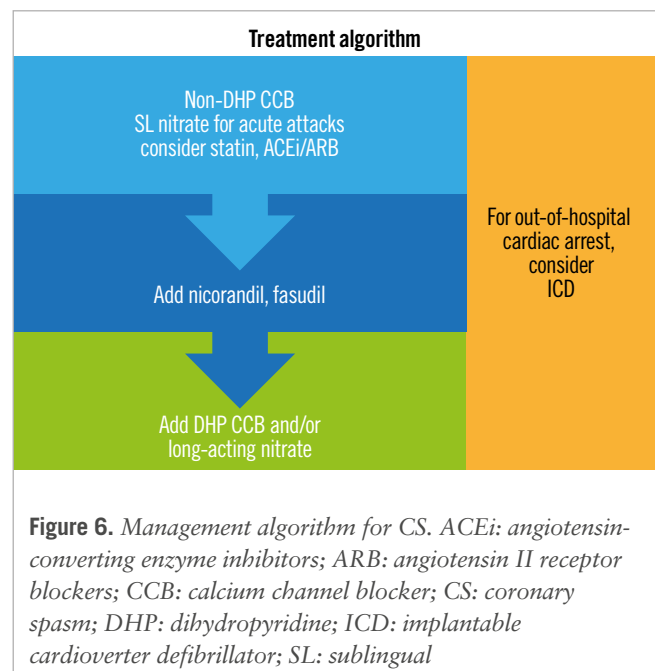 Treatment algorithm
Non-DHP CCB
SL nitrate for acute attacks
consider statin, ACEi/ARB
Add nicorandil, fasudil
Add DHP CCB and/or
long-acting nitrate
For out-of-hospital
cardiac arrest,
consider
ICD
Figure 6. Management algorithm for CS. ACEi: angiotensin-
converting enzyme inhibitors; ARB: angiotensin II receptor
blockers; CCB: calcium channel blocker; CS: coronary
spasm; DHP: dihydropyridine; ICD: implantable
cardioverter defibrillator; SL: sublingual